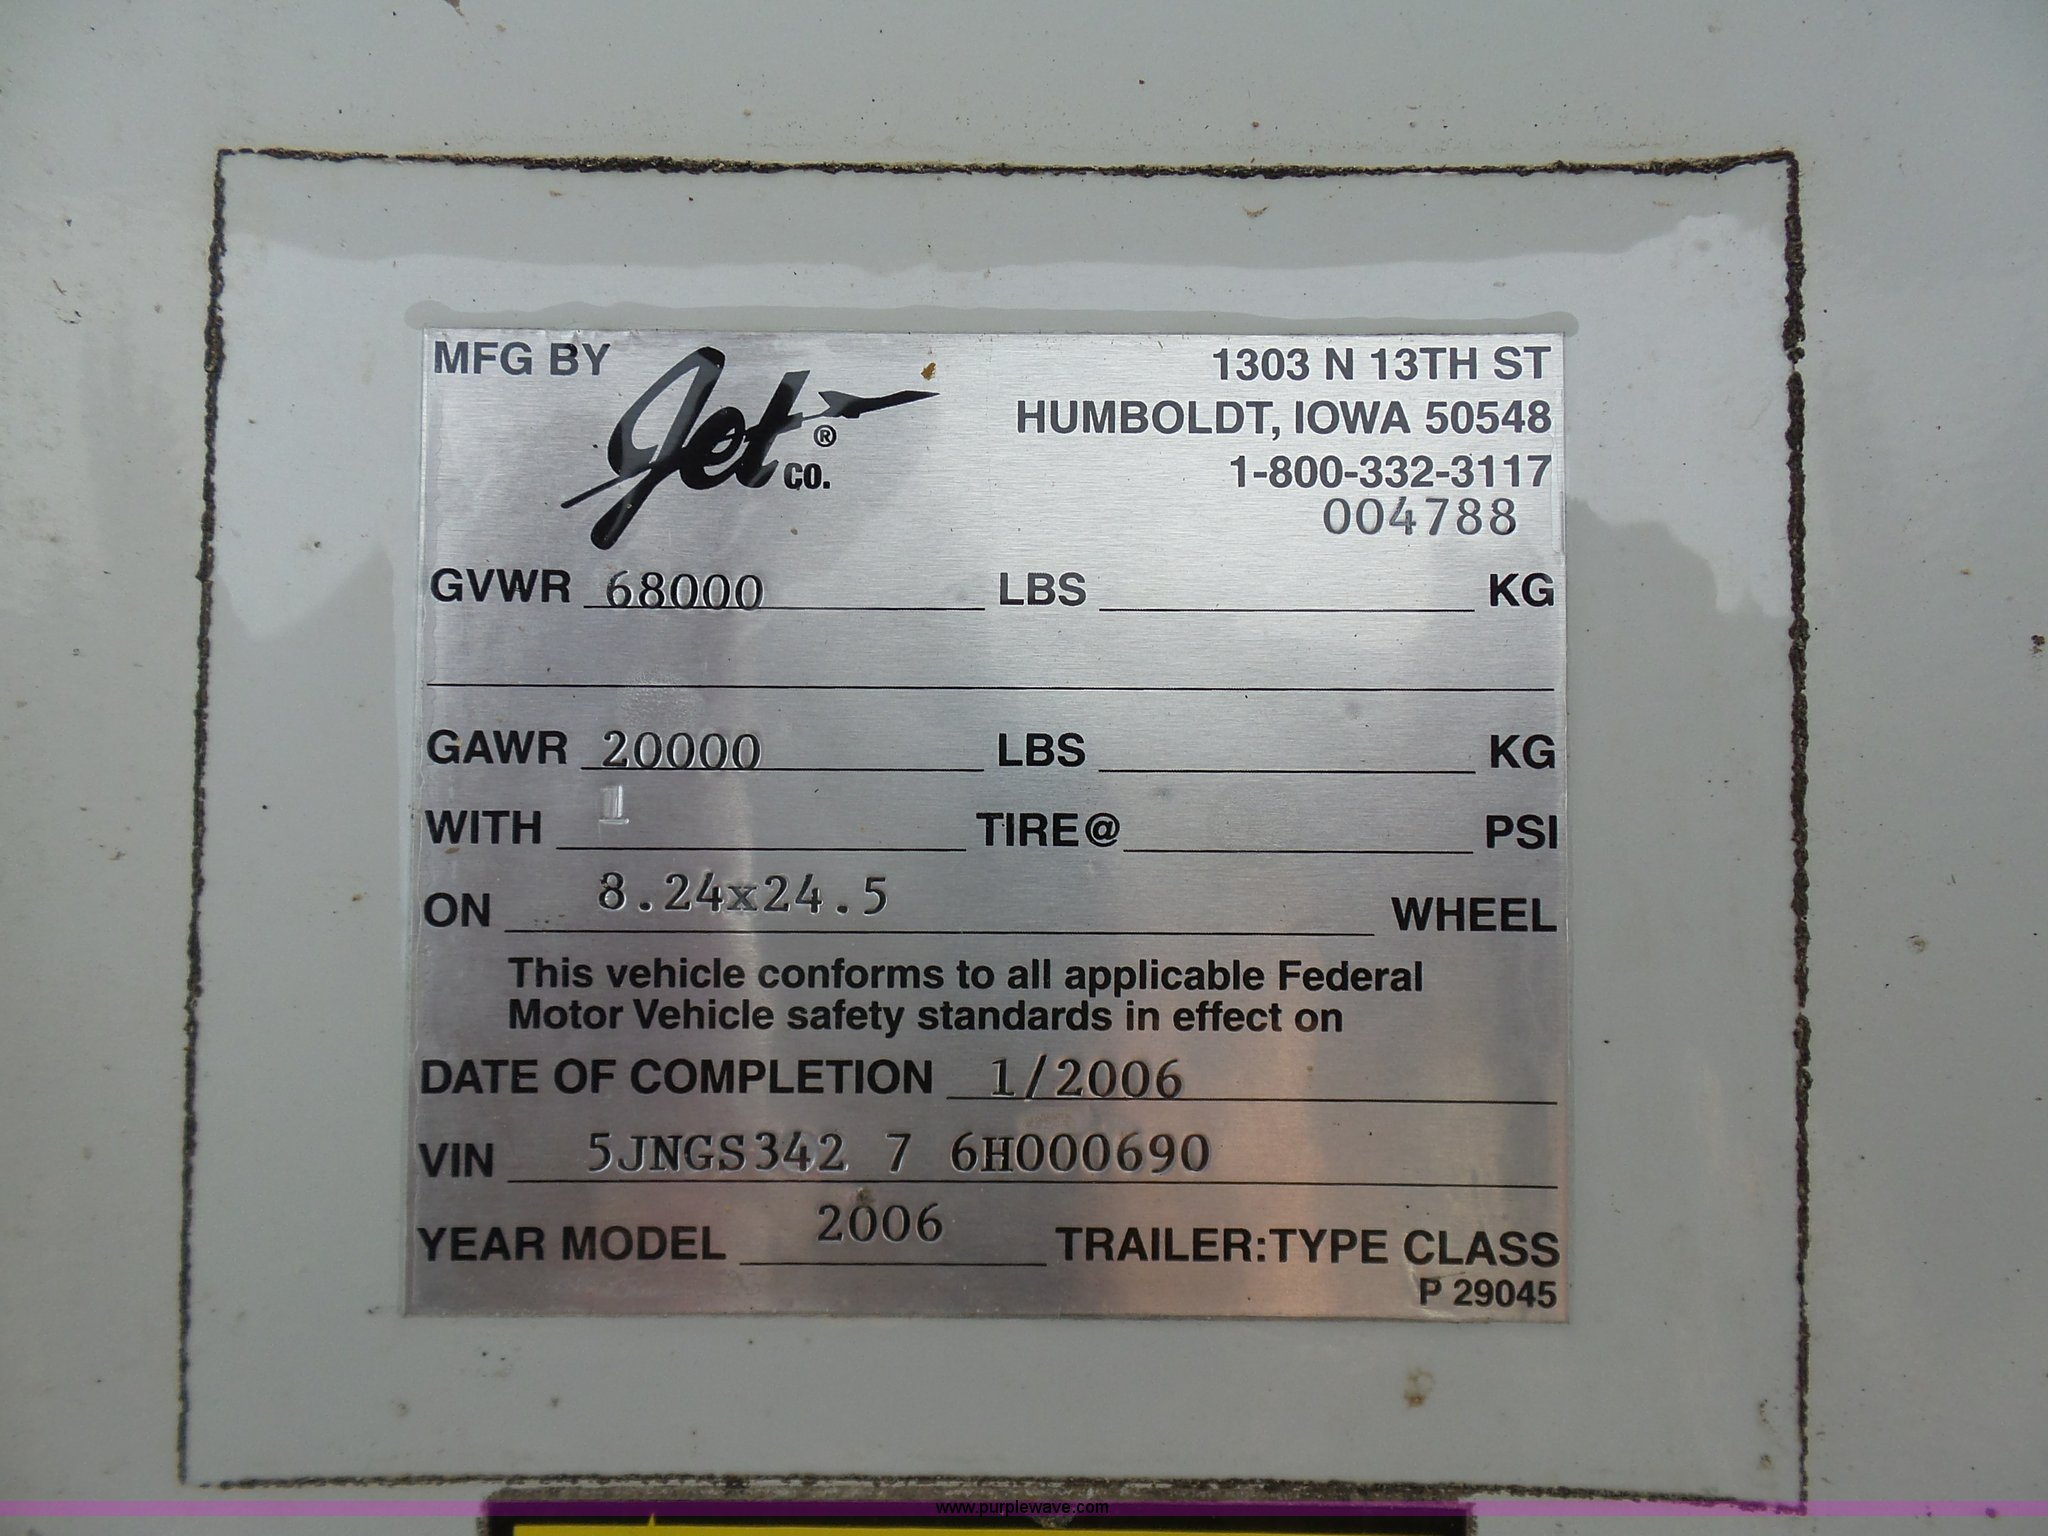 MFG BY Jet® CO.
1303 N 13TH ST
HUMBOLDT, IOWA 50548
1-800-332-3117
004788
GVWR 68000 LBS KG
GAWR 20000 LBS KG
WITH 1 TIRE@ PSI
ON 8.24x24.5 WHEEL
This vehicle conforms to all applicable Federal
Motor Vehicle safety standards in effect on
DATE OF COMPLETION 1/2006
VIN 5JNGS342 7 6H000690
YEAR MODEL 2006 TRAILER:TYPE CLASS
P 29045
www.purplewave.com